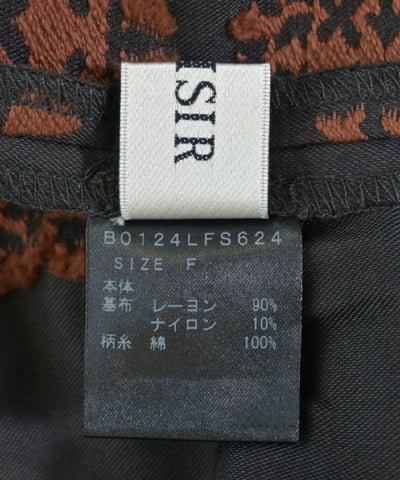 ISIR
B0124LFS624
SIZE F
本体
基布 レーヨン 90%
ナイロン 10%
柄糸 綿 100%